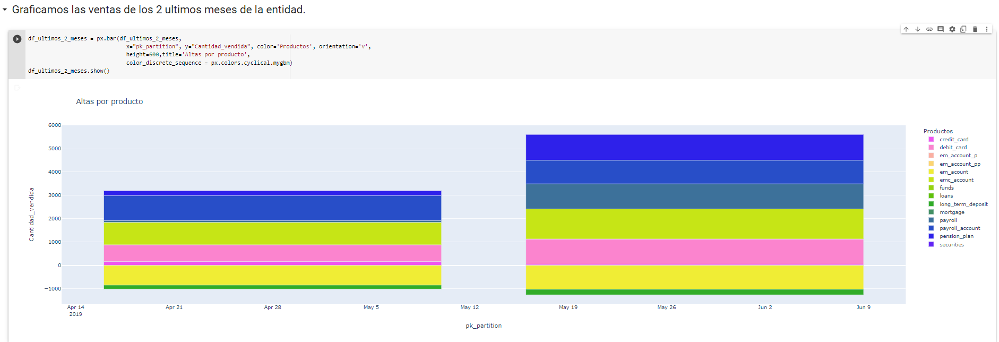 Graficamos las ventas de los 2 ultimos meses de la entidad.
df_ultimos_2_meses = px.bar(df_ultimos_2_meses,
x="pk_partition", y="Cantidad_vendida", color='Productos', orientation='v',
height=600,title='Altas por producto',
color_discrete_sequence = px.colors.cyclical.mygbm)
df_ultimos_2_meses.show()
Altas por producto
6000
5000
4000
3000
2000
1000
0
−1000
Cantidad_vendida
Apr 14
2019
Apr 21
Apr 28
May 5
May 12
May 19
May 26
Jun 2
Jun 9
pk_partition
Productos
credit_card
debit_card
em_account_p
em_account_pp
em_acount
emc_account
funds
loans
long_term_deposit
mortgage
payroll
payroll_account
pension_plan
securities